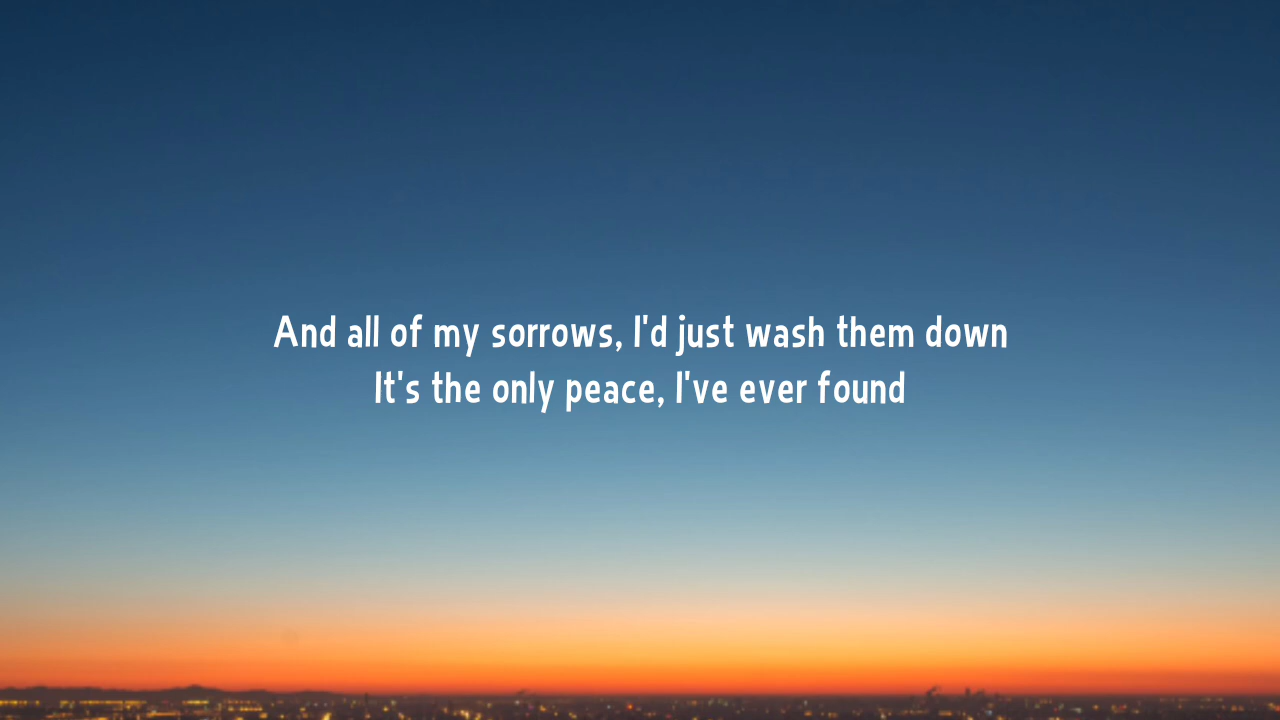 And all of my sorrows, I'd just wash them down
It's the only peace, I've ever found